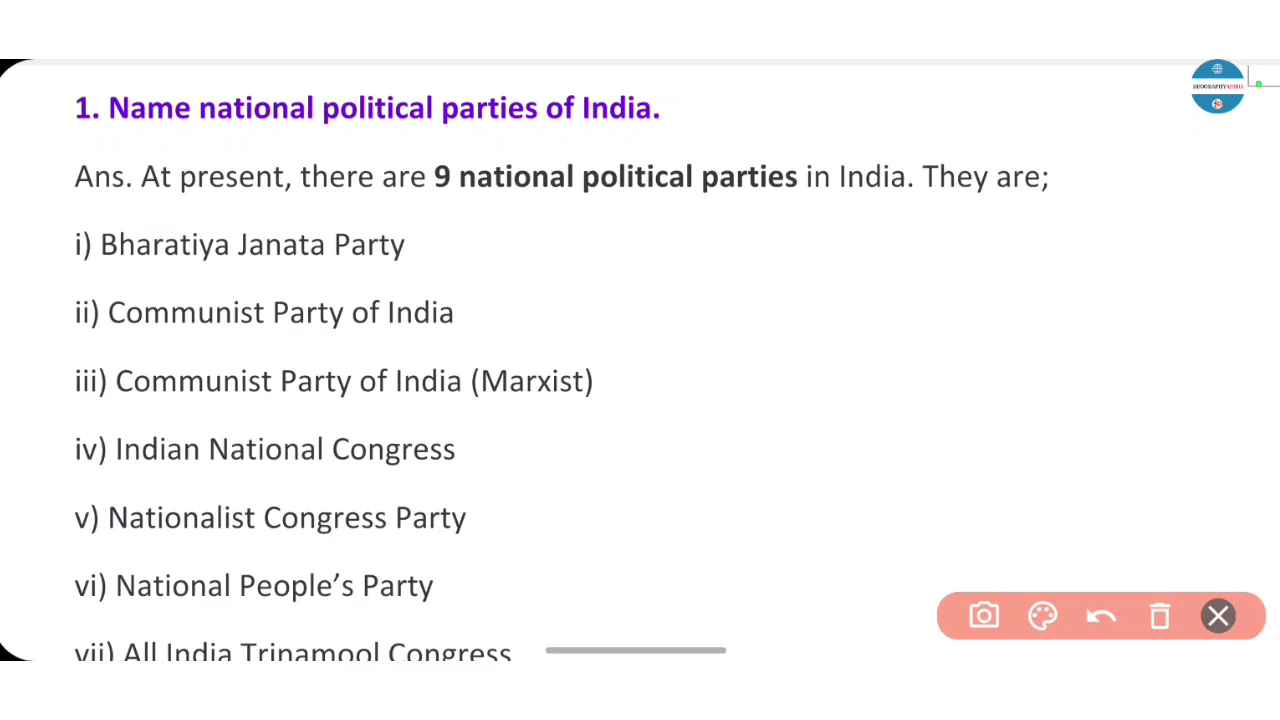 1. Name national political parties of India.
Ans. At present, there are 9 national political parties in India. They are;
i) Bharatiya Janata Party
ii) Communist Party of India
iii) Communist Party of India (Marxist)
iv) Indian National Congress
v) Nationalist Congress Party
vi) National People’s Party
vii) All India Trinamool Congress